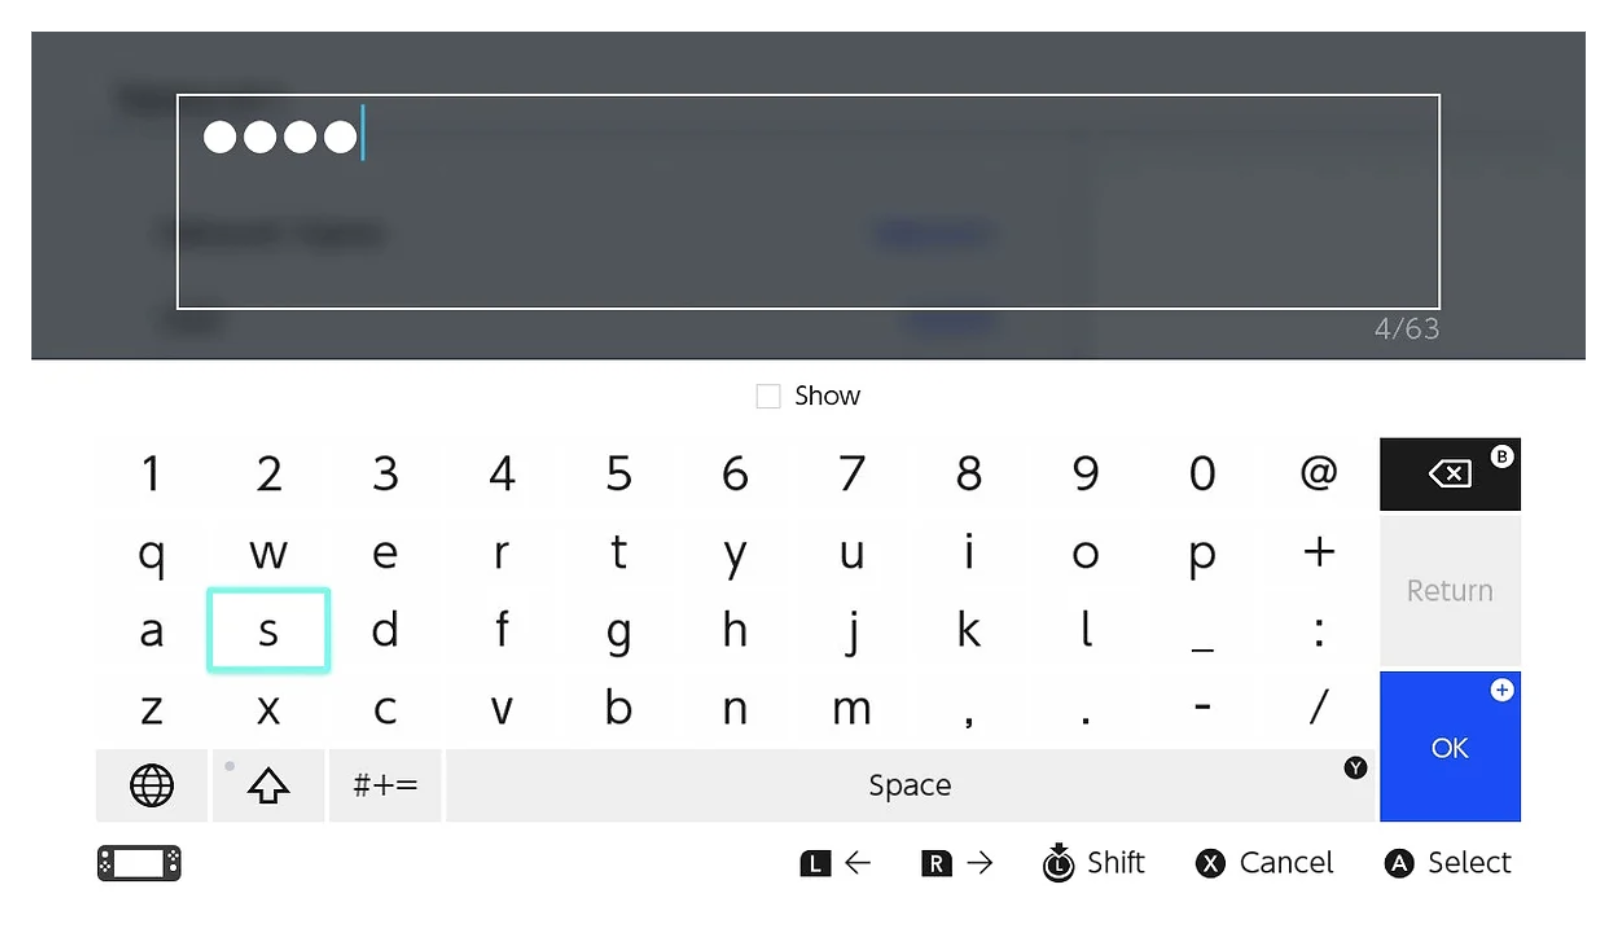 4/63
Show
1 2 3 4 5 6 7 8 9 0 @ B
q w e r t y u i o p +
Return
a s d f g h j k l _ :
z x c v b n m , . - /
OK
#+= Space Y
L ← R → L Shift X Cancel A Select